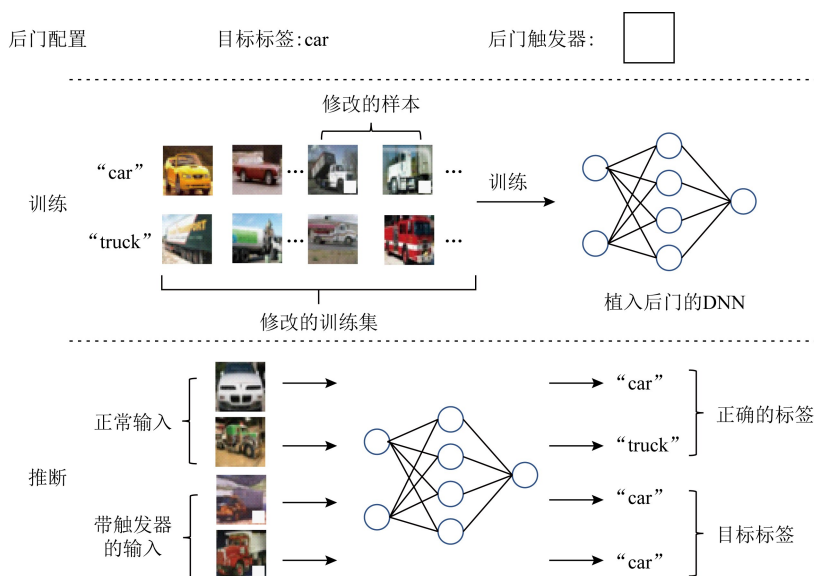 后门配置
目标标签:car
后门触发器:
修改的样本
“car”
…
…
训练
训练
“truck”
…
…
修改的训练集
植入后门的DNN
正常输入
“car”
正确的标签
“truck”
推断
带触发器
的输入
“car”
目标标签
“car”